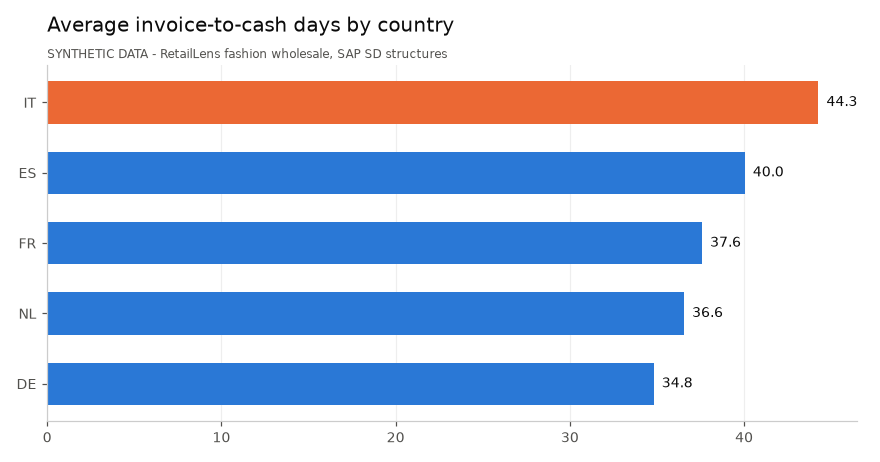 Average invoice-to-cash days by country
SYNTHETIC DATA - RetailLens fashion wholesale, SAP SD structures
IT 44.3
ES 40.0
FR 37.6
NL 36.6
DE 34.8
0 10 20 30 40